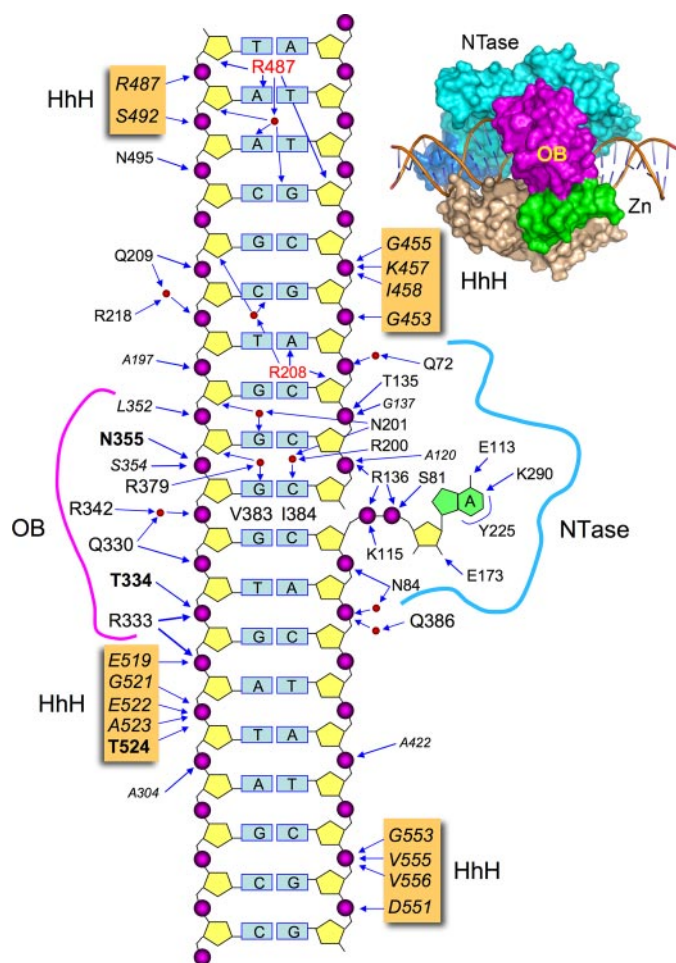 T A
R487
HhH
R487
S492
A T
A T
N495
C G
G C
Q209
C G
R218
T A
A197
R208
G C
L352
N201
G C
N355
S354
R200
R379
G C
V383 I384
R342
G C
Q330
T334
T A
R333
G C
OB
HhH
E519
G521
E522
A523
T524
A T
T A
A304
A T
G C
C G
C G
G455
K457
I458
G453
Q72
T135
G137
A120
R136
S81
E113
K290
A
Y225
K115
E173
N84
Q386
NTase
A422
G553
V555
V556
D551
HhH
NTase
OB
Zn
HhH